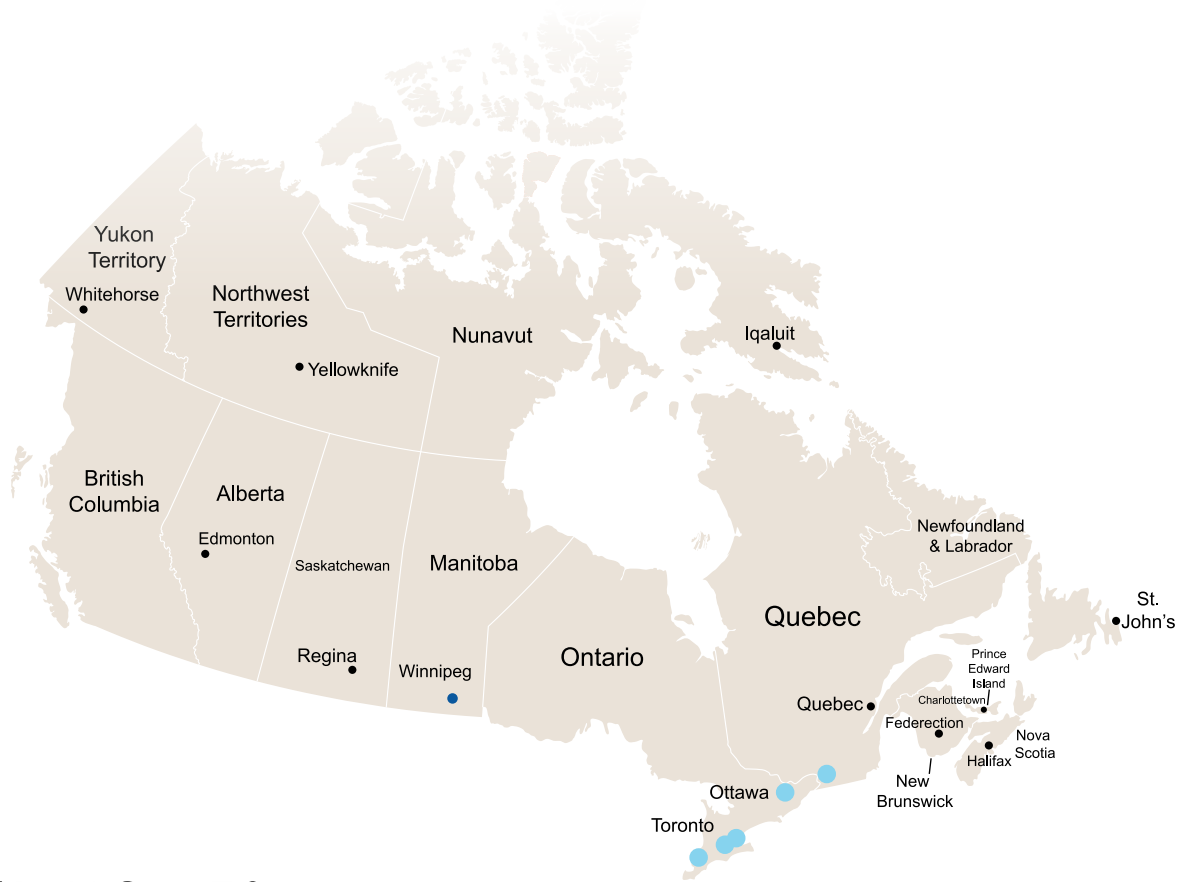 Yukon
Territory
Whitehorse
Northwest
Territories
Yellowknife
Nunavut
Iqaluit
British
Columbia
Alberta
Edmonton
Saskatchewan
Manitoba
Newfoundland
& Labrador
St.
John's
Quebec
Ontario
Regina
Winnipeg
Prince
Edward
Island
Charlottetown
Quebec
Federection
Nova
Scotia
Halifax
New
Brunswick
Ottawa
Toronto